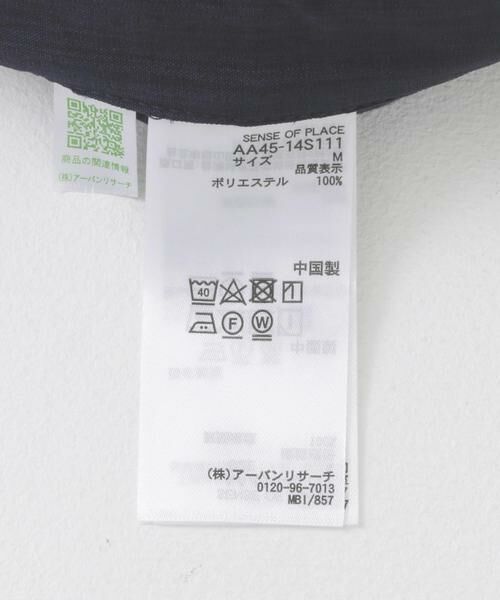 商品の関連情報
(株)アーバンリサーチ
SENSE OF PLACE
AA45-14S111
サイズ M
品質表示
ポリエステル 100%
中国製
40
F W
(株)アーバンリサーチ
0120-96-7013
MBI/857